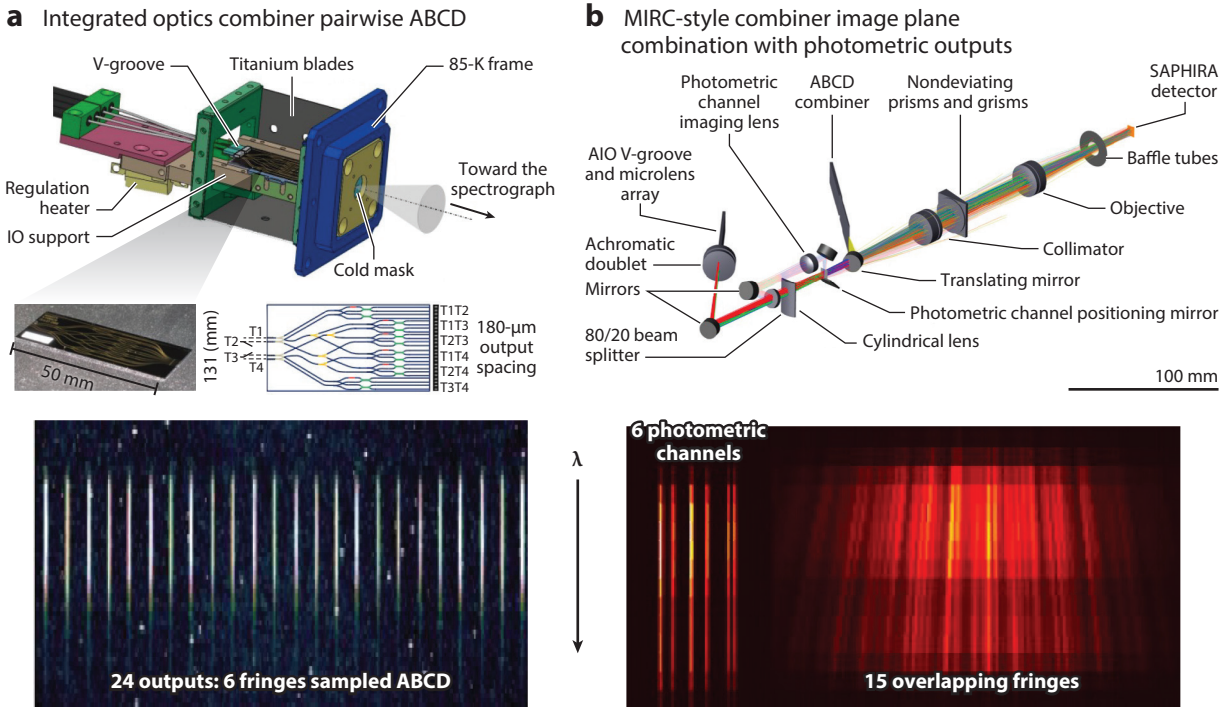 a Integrated optics combiner pairwise ABCD
V-groove
Titanium blades
85-K frame
Toward the
spectrograph
Regulation
heater
IO support
Cold mask
50 mm
131 (mm)
T1
T2
T3
T4
T1T2
T1T3
T2T3
T1T4
T2T4
T3T4
180-μm
output
spacing
24 outputs: 6 fringes sampled ABCD
λ
b MIRC-style combiner image plane
combination with photometric outputs
Photometric
channel
imaging lens
ABCD
combiner
Nondeviating
prisms and grisms
SAPHIRA
detector
AIO V-groove
and microlens
array
Baffle tubes
Objective
Achromatic
doublet
Collimator
Mirrors
Translating mirror
Photometric channel positioning mirror
80/20 beam
splitter
Cylindrical lens
100 mm
6 photometric
channels
15 overlapping fringes